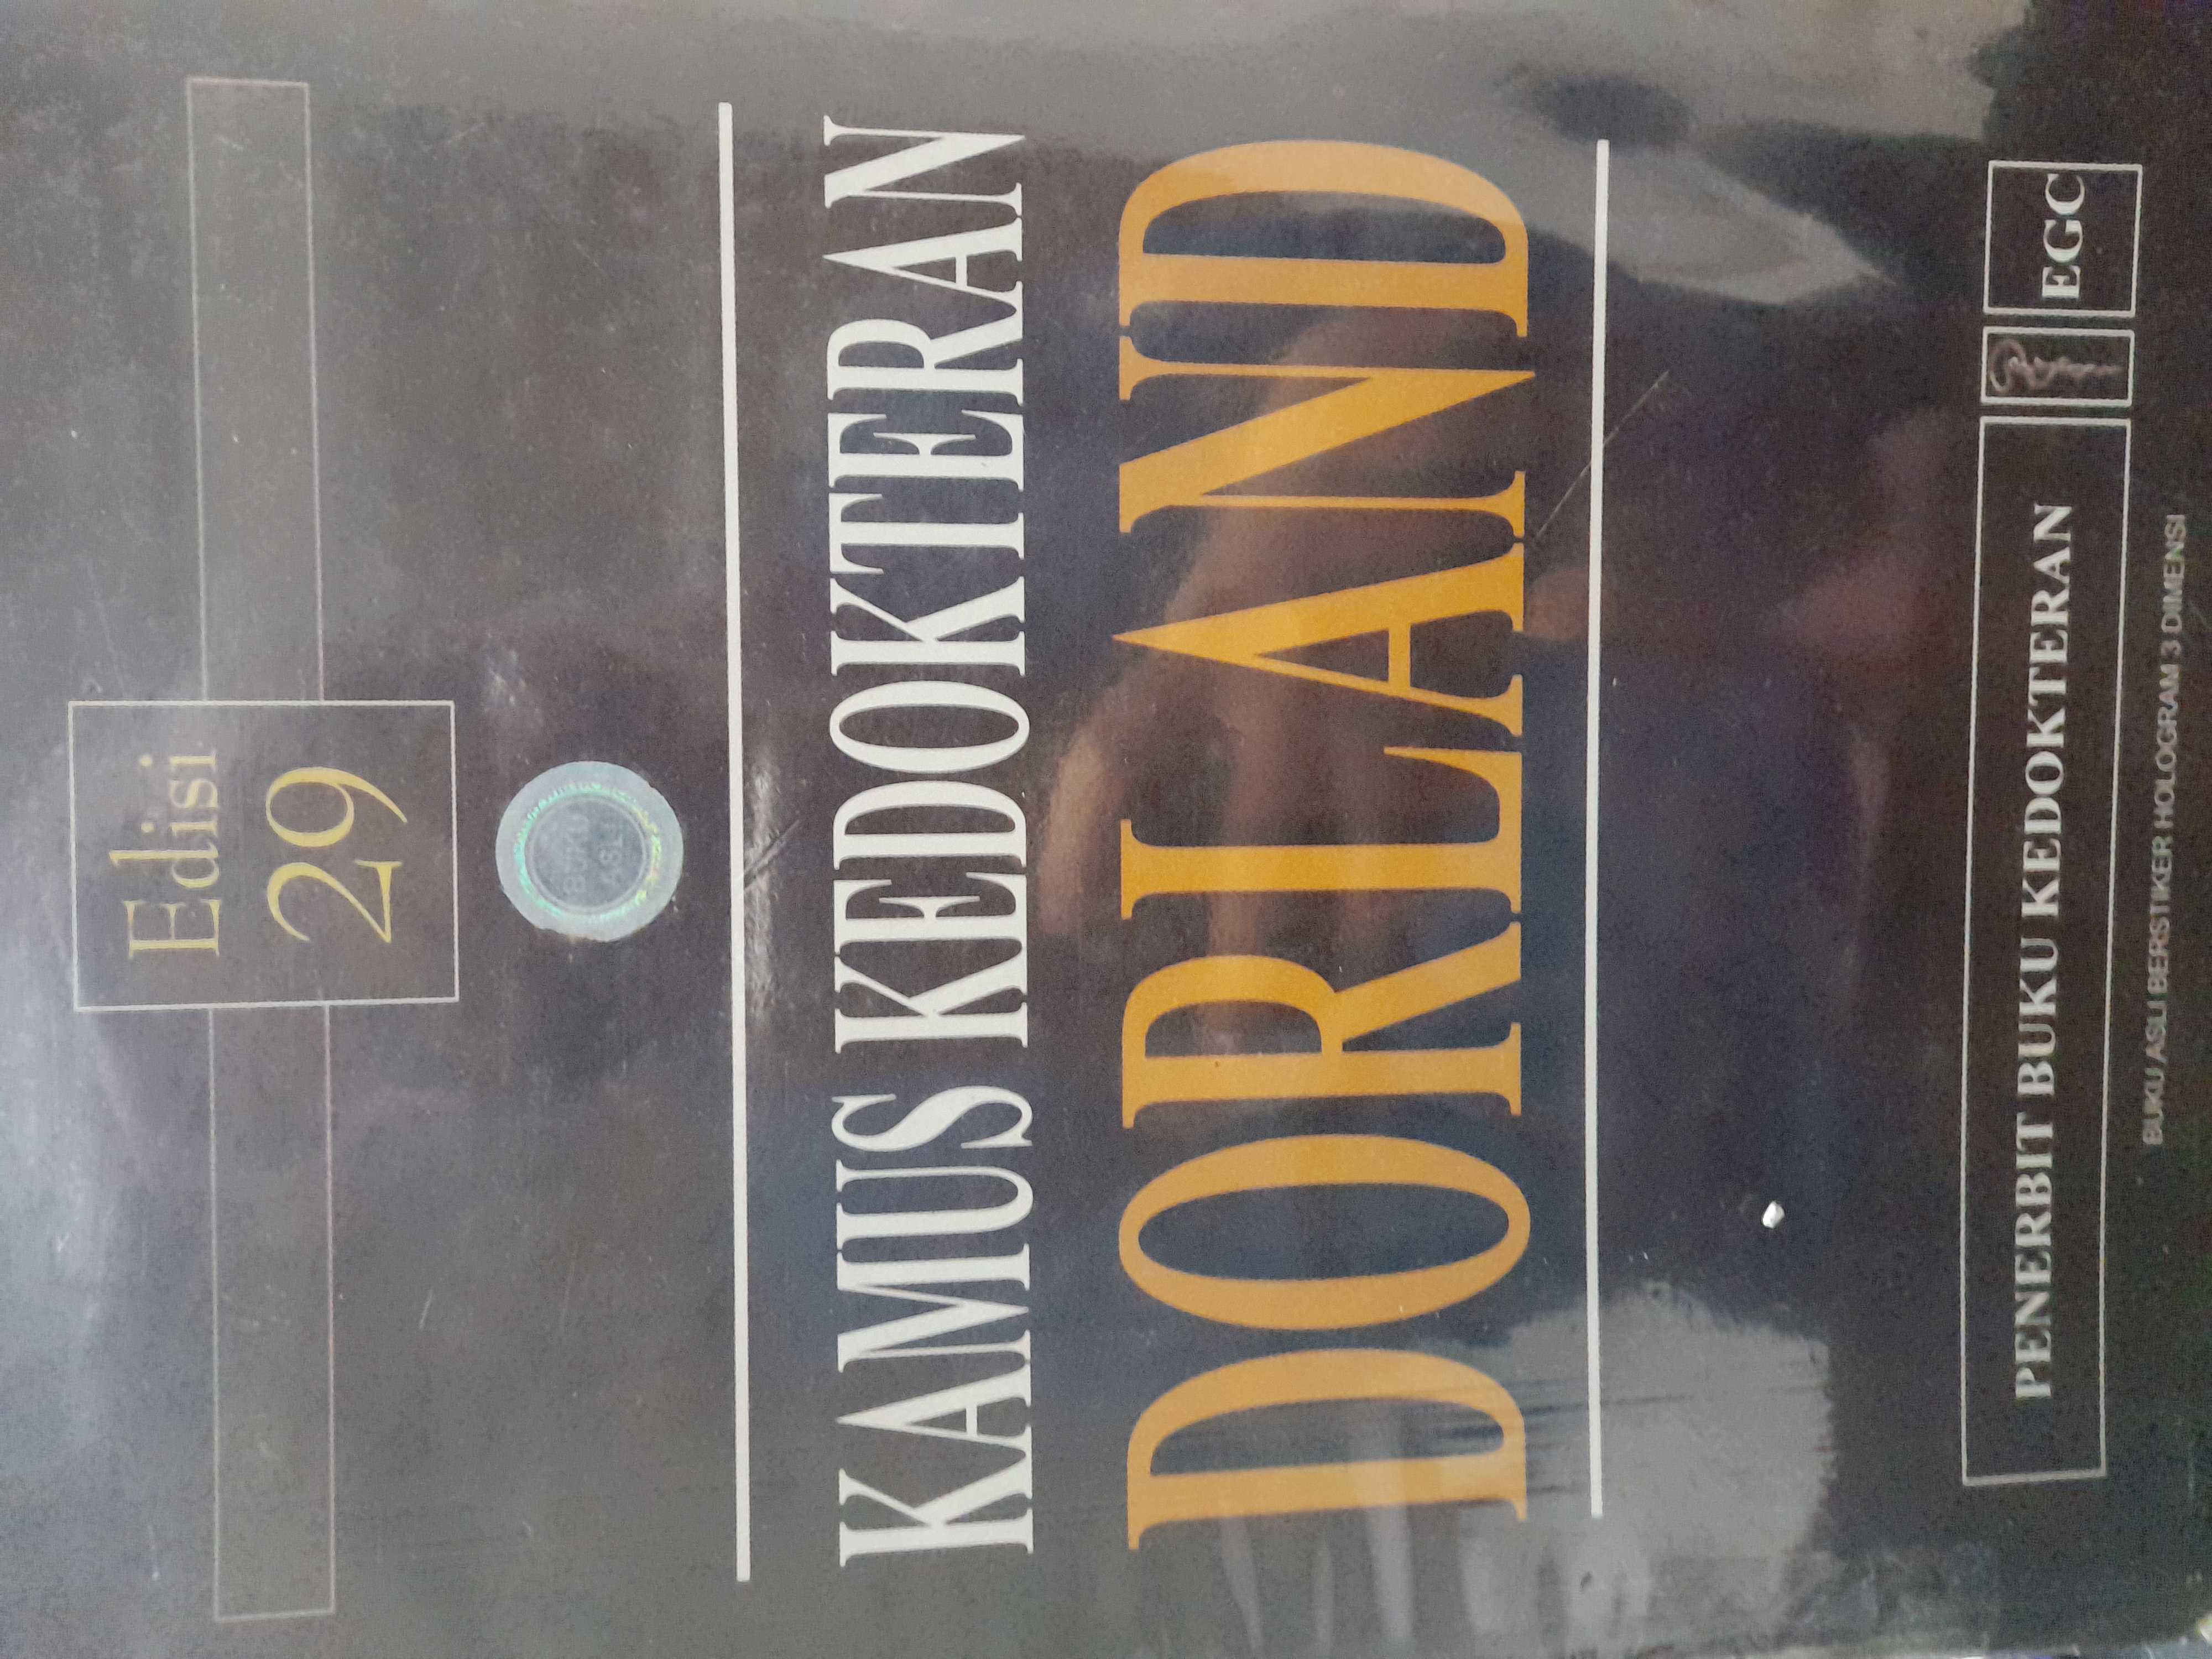 Edisi
29
BUKU
ASLI
KAMUS KEDOKTERAN
DORLAND
PENERBIT BUKU KEDOKTERAN
EGC
BUKU ASLI BERSTIKER HOLOGRAM 3 DIMENSI